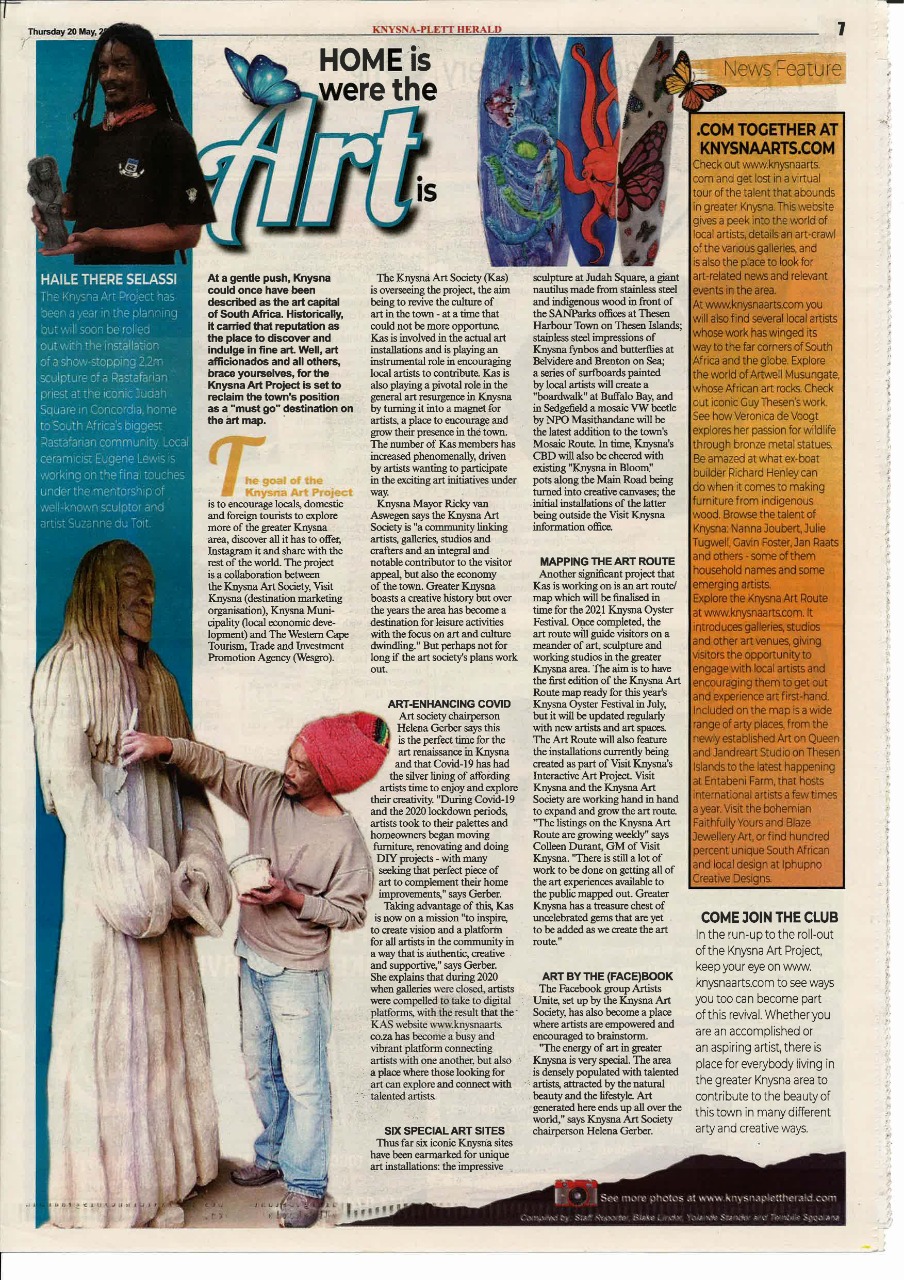 Thursday 20 May, 2
KNYSNA-PLETT HERALD
7
HOME is
were the
Art
is
News Feature
HAILE THERE SELASSI
The Knysna Art Project has
been a year in the planning
but will soon be rolled
out with the installation
of a show-stopping 2,2m
sculpture of a Rastafarian
priest at the iconic Judah
Square in Concordia, home
to South Africa's biggest
Rastafarian community. Local
ceramicist Eugene Lewis is
working on the final touches
under the mentorship of
well-known sculptor and
artist Suzanne du Toit.
At a gentle push, Knysna
could once have been
described as the art capital
of South Africa. Historically,
it carried that reputation as
the place to discover and
indulge in fine art. Well, art
afficionados and all others,
brace yourselves, for the
Knysna Art Project is set to
reclaim the town's position
as a "must go" destination on
the art map.
The goal of the
Knysna Art Project
is to encourage locals, domestic
and foreign tourists to explore
more of the greater Knysna
area, discover all it has to offer,
Instagram it and share with the
rest of the world. The project
is a collaboration between
the Knysna Art Society, Visit
Knysna (destination marketing
organisation), Knysna Muni-
cipality (local economic deve-
lopment) and The Western Cape
Tourism, Trade and Investment
Promotion Agency (Wesgro).
The Knysna Art Society (Kas)
is overseeing the project, the aim
being to revive the culture of
art in the town - at a time that
could not be more opportune.
Kas is involved in the actual art
installations and is playing an
instrumental role in encouraging
local artists to contribute. Kas is
also playing a pivotal role in the
general art resurgence in Knysna
by turning it into a magnet for
artists, a place to encourage and
grow their presence in the town.
The number of Kas members has
increased phenomenally, driven
by artists wanting to participate
in the exciting art initiatives under
way.
Knysna Mayor Ricky van
Aswegen says the Knysna Art
Society is "a community linking
artists, galleries, studios and
crafters and an integral and
notable contributor to the visitor
appeal, but also the economy
of the town. Greater Knysna
boasts a creative history but over
the years the area has become a
destination for leisure activities
with the focus on art and culture
dwindling." But perhaps not for
long if the art society's plans work
out.
ART-ENHANCING COVID
Art society chairperson
Helena Gerber says this
is the perfect time for the
art renaissance in Knysna
and that Covid-19 has had
the silver lining of affording
artists time to enjoy and explore
their creativity. "During Covid-19
and the 2020 lockdown periods,
artists took to their palettes and
homeowners began moving
furniture, renovating and doing
DIY projects - with many
seeking that perfect piece of
art to complement their home
improvements," says Gerber.
Taking advantage of this, Kas
is now on a mission "to inspire,
to create vision and a platform
for all artists in the community in
a way that is authentic, creative
and supportive," says Gerber.
She explains that during 2020
when galleries were closed, artists
were compelled to take to digital
platforms, with the result that the
KAS website www.knysnaarts.
co.za has become a busy and
vibrant platform connecting
artists with one another, but also
a place where those looking for
art can explore and connect with
talented artists.
SIX SPECIAL ART SITES
Thus far six iconic Knysna sites
have been earmarked for unique
art installations: the impressive
sculpture at Judah Square, a giant
nautilus made from stainless steel
and indigenous wood in front of
the SANParks offices at Thesen
Harbour Town on Thesen Islands;
stainless steel impressions of
Knysna fynbos and butterflies at
Belvidere and Brenton on Sea;
a series of surfboards painted
by local artists will create a
"boardwalk" at Buffalo Bay, and
in Sedgefield a mosaic VW beetle
by NPO Masithandane will be
the latest addition to the town's
Mosaic Route. In time, Knysna's
CBD will also be cheered with
existing "Knysna in Bloom"
pots along the Main Road being
turned into creative canvases; the
initial installations of the latter
being outside the Visit Knysna
information office.
MAPPING THE ART ROUTE
Another significant project that
Kas is working on is an art route/
map which will be finalised in
time for the 2021 Knysna Oyster
Festival. Once completed, the
art route will guide visitors on a
meander of art, sculpture and
working studios in the greater
Knysna area. The aim is to have
the first edition of the Knysna Art
Route map ready for this year's
Knysna Oyster Festival in July,
but it will be updated regularly
with new artists and art spaces.
The Art Route will also feature
the installations currently being
created as part of Visit Knysna's
Interactive Art Project. Visit
Knysna and the Knysna Art
Society are working hand in hand
to expand and grow the art route.
"The listings on the Knysna Art
Route are growing weekly" says
Colleen Durant, GM of Visit
Knysna. "There is still a lot of
work to be done on getting all of
the art experiences available to
the public mapped out. Greater
Knysna has a treasure chest of
uncelebrated gems that are yet
to be added as we create the art
route."
ART BY THE (FACE)BOOK
The Facebook group Artists
Unite, set up by the Knysna Art
Society, has also become a place
where artists are empowered and
encouraged to brainstorm.
"The energy of art in greater
Knysna is very special. The area
is densely populated with talented
artists, attracted by the natural
beauty and the lifestyle. Art
generated here ends up all over the
world," says Knysna Art Society
chairperson Helena Gerber.
.COM TOGETHER AT
KNYSNAARTS.COM
Check out www.knysnaarts.
com and get lost in a virtual
tour of the talent that abounds
in greater Knysna. This website
gives a peek into the world of
local artists, details an art-crawl
of the various galleries, and
is also the place to look for
art-related news and relevant
events in the area.
At www.knysnaarts.com you
will also find several local artists
whose work has winged its
way to the far corners of South
Africa and the globe. Explore
the world of Artwell Musungate,
whose African art rocks. Check
out iconic Guy Thesen's work.
See how Veronica de Voogt
explores her passion for wildlife
through bronze metal statues.
Be amazed at what ex-boat
builder Richard Henley can
do when it comes to making
furniture from indigenous
wood. Browse the talent of
Knysna: Nanna Joubert, Julie
Tugwell, Gavin Foster, Jan Raats
and others - some of them
household names and some
emerging artists.
Explore the Knysna Art Route
at www.knysnaarts.com. It
introduces galleries, studios
and other art venues, giving
visitors the opportunity to
engage with local artists and
encouraging them to get out
and experience art first-hand.
Included on the map is a wide
range of arty places, from the
newly established Art on Queen
and Jandreart Studio on Thesen
Islands to the latest happening
at Entabeni Farm, that hosts
international artists a few times
a year. Visit the bohemian
Faithfully Yours and Blaze
Jewellery Art, or find hundred
percent unique South African
and local design at Iphupno
Creative Designs.
COME JOIN THE CLUB
In the run-up to the roll-out
of the Knysna Art Project,
keep your eye on www.
knysnaarts.com to see ways
you too can become part
of this revival. Whether you
are an accomplished or
an aspiring artist, there is
place for everybody living in
the greater Knysna area to
contribute to the beauty of
this town in many different
arty and creative ways.
See more photos at www.knysnaplettherald.com
Compiled by: Staff Reporter, Blake Linder, Yolande Stander and